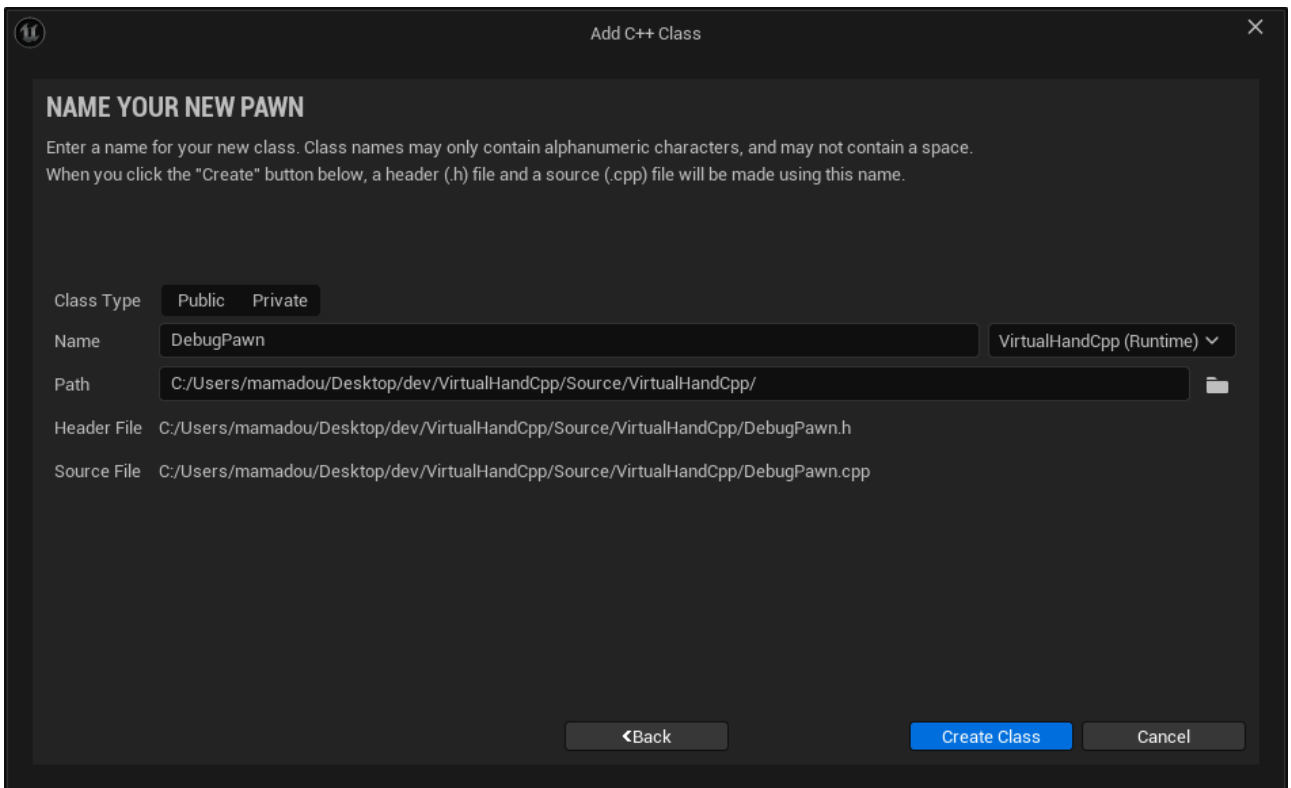 Add C++ Class
NAME YOUR NEW PAWN
Enter a name for your new class. Class names may only contain alphanumeric characters, and may not contain a space.
When you click the "Create" button below, a header (.h) file and a source (.cpp) file will be made using this name.
Class Type Public Private
Name DebugPawn VirtualHandCpp (Runtime)
Path C:/Users/mamadou/Desktop/dev/VirtualHandCpp/Source/VirtualHandCpp/
Header File C:/Users/mamadou/Desktop/dev/VirtualHandCpp/Source/VirtualHandCpp/DebugPawn.h
Source File C:/Users/mamadou/Desktop/dev/VirtualHandCpp/Source/VirtualHandCpp/DebugPawn.cpp
Back Create Class Cancel